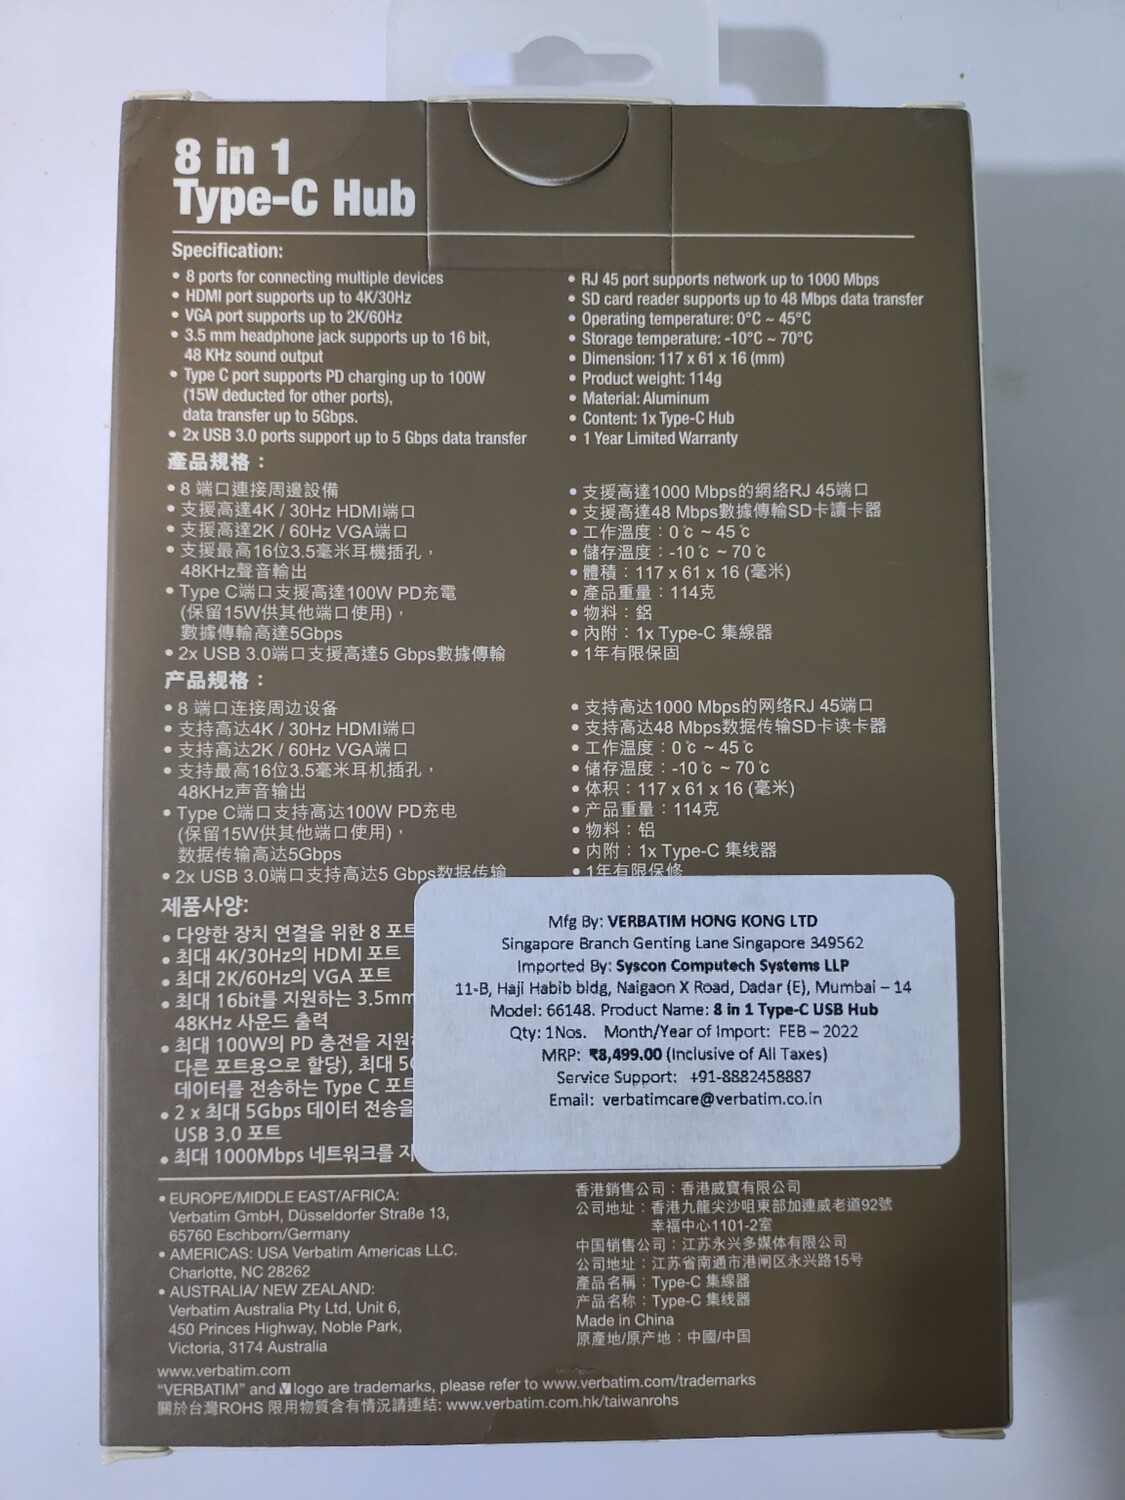 8 in 1
Type-C Hub
Specification:
• 8 ports for connecting multiple devices
• HDMI port supports up to 4K/30Hz
• VGA port supports up to 2K/60Hz
• 3.5 mm headphone jack supports up to 16 bit,
48 KHz sound output
• Type C port supports PD charging up to 100W
(15W deducted for other ports),
data transfer up to 5Gbps.
• 2x USB 3.0 ports support up to 5 Gbps data transfer
• RJ 45 port supports network up to 1000 Mbps
• SD card reader supports up to 48 Mbps data transfer
• Operating temperature: 0°C ~ 45°C
• Storage temperature: -10°C ~ 70°C
• Dimension: 117 x 61 x 16 (mm)
• Product weight: 114g
• Material: Aluminum
• Content: 1x Type-C Hub
• 1 Year Limited Warranty
產品規格：
• 8 端口連接周邊設備
• 支援高達4K / 30Hz HDMI端口
• 支援高達2K / 60Hz VGA端口
• 支援最高16位3.5毫米耳機插孔，
48KHz聲音輸出
• Type C端口支援高達100W PD充電
(保留15W供其他端口使用)，
數據傳輸高達5Gbps
• 2x USB 3.0端口支援高達5 Gbps數據傳輸
• 支援高達1000 Mbps的網絡RJ 45端口
• 支援高達48 Mbps數據傳輸SD卡讀卡器
• 工作溫度：0℃ ~ 45℃
• 儲存溫度：-10℃ ~ 70℃
• 體積：117 x 61 x 16 (毫米)
• 產品重量：114克
• 物料：鋁
• 內附：1x Type-C 集線器
• 1年有限保固
产品规格：
• 8 端口连接周边设备
• 支持高达4K / 30Hz HDMI端口
• 支持高达2K / 60Hz VGA端口
• 支持最高16位3.5毫米耳机插孔，
48KHz声音输出
• Type C端口支持高达100W PD充电
(保留15W供其他端口使用)，
数据传输高达5Gbps
• 2x USB 3.0端口支持高达5 Gbps数据传输
• 支持高达1000 Mbps的网络RJ 45端口
• 支持高达48 Mbps数据传输SD卡读卡器
• 工作温度：0℃ ~ 45℃
• 储存温度：-10℃ ~ 70℃
• 体积：117 x 61 x 16 (毫米)
• 产品重量：114克
• 物料：铝
• 内附：1x Type-C 集线器
• 1年有限保修
제품사양:
• 다양한 장치 연결을 위한 8 포트
• 최대 4K/30Hz의 HDMI 포트
• 최대 2K/60Hz의 VGA 포트
• 최대 16bit를 지원하는 3.5mm
48KHz 사운드 출력
• 최대 100W의 PD 충전을 지원
다른 포트용으로 할당), 최대
데이터를 전송하는 Type C 포트
• 2 x 최대 5Gbps 데이터 전송을
USB 3.0 포트
• 최대 1000Mbps 네트워크를
Mfg By: VERBATIM HONG KONG LTD
Singapore Branch Genting Lane Singapore 349562
Imported By: Syscon Computech Systems LLP
11-B, Haji Habib bldg, Naigaon X Road, Dadar (E), Mumbai – 14
Model: 66148. Product Name: 8 in 1 Type-C USB Hub
Qty: 1Nos. Month/Year of Import: FEB – 2022
MRP: ₹8,499.00 (Inclusive of All Taxes)
Service Support: +91-8882458887
Email: verbatimcare@verbatim.co.in
• EUROPE/MIDDLE EAST/AFRICA:
Verbatim GmbH, Düsseldorfer Straße 13,
65760 Eschborn/Germany
• AMERICAS: USA Verbatim Americas LLC.
Charlotte, NC 28262
• AUSTRALIA/ NEW ZEALAND:
Verbatim Australia Pty Ltd, Unit 6,
450 Princes Highway, Noble Park,
Victoria, 3174 Australia
香港銷售公司：香港威寶有限公司
公司地址：香港九龍尖沙咀東部加連威老道92號
幸福中心1101-2室
中国销售公司：江苏永兴多媒体有限公司
公司地址：江苏省南通市港闸区永兴路15号
產品名稱：Type-C 集線器
产品名称：Type-C 集线器
Made in China
原產地/原产地：中國/中国
www.verbatim.com
“VERBATIM” and logo are trademarks, please refer to www.verbatim.com/trademarks
關於台灣ROHS 限用物質含有情況請連結: www.verbatim.com.hk/taiwanrohs